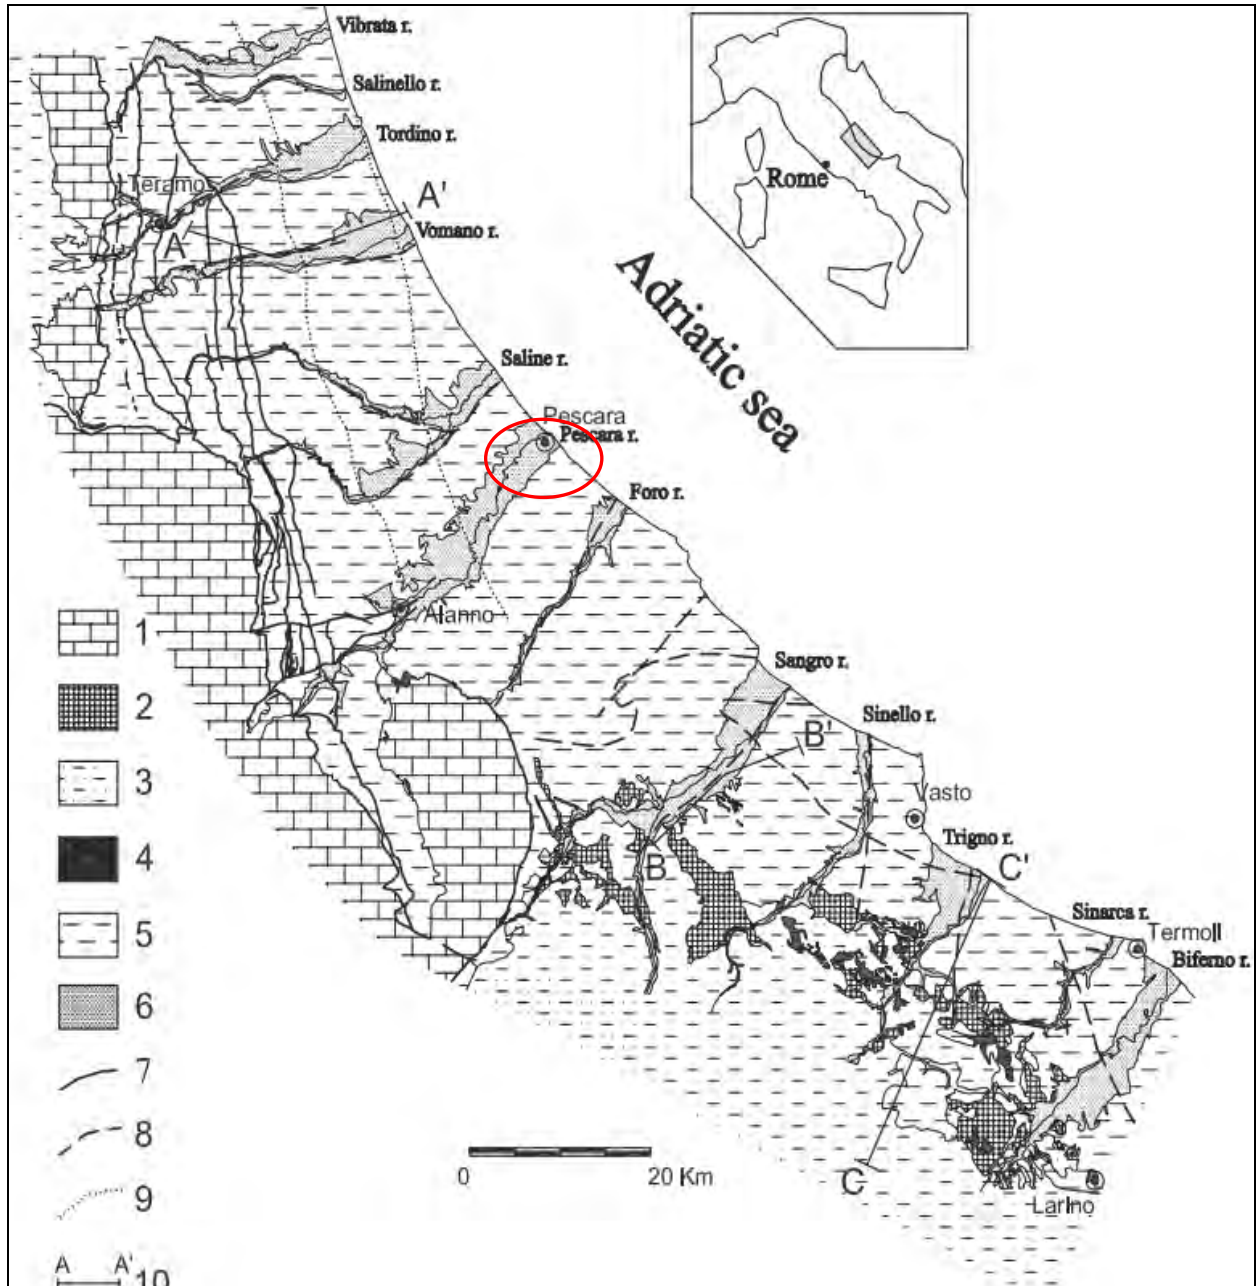 Vibrata r.
Salinello r.
Tordino r.
Teramo
A'
A
Vomano r.
Rome
Adriatic sea
Saline r.
Pescara
Pescara r.
Foro r.
Alanno
Sangro r.
Sinello r.
B'
B
Vasto
Trigno r.
C'
Sinarca r.
Termoli
Biferno r.
C
Larino
1
2
3
4
5
6
7
8
9
A A' 10
0 20 Km